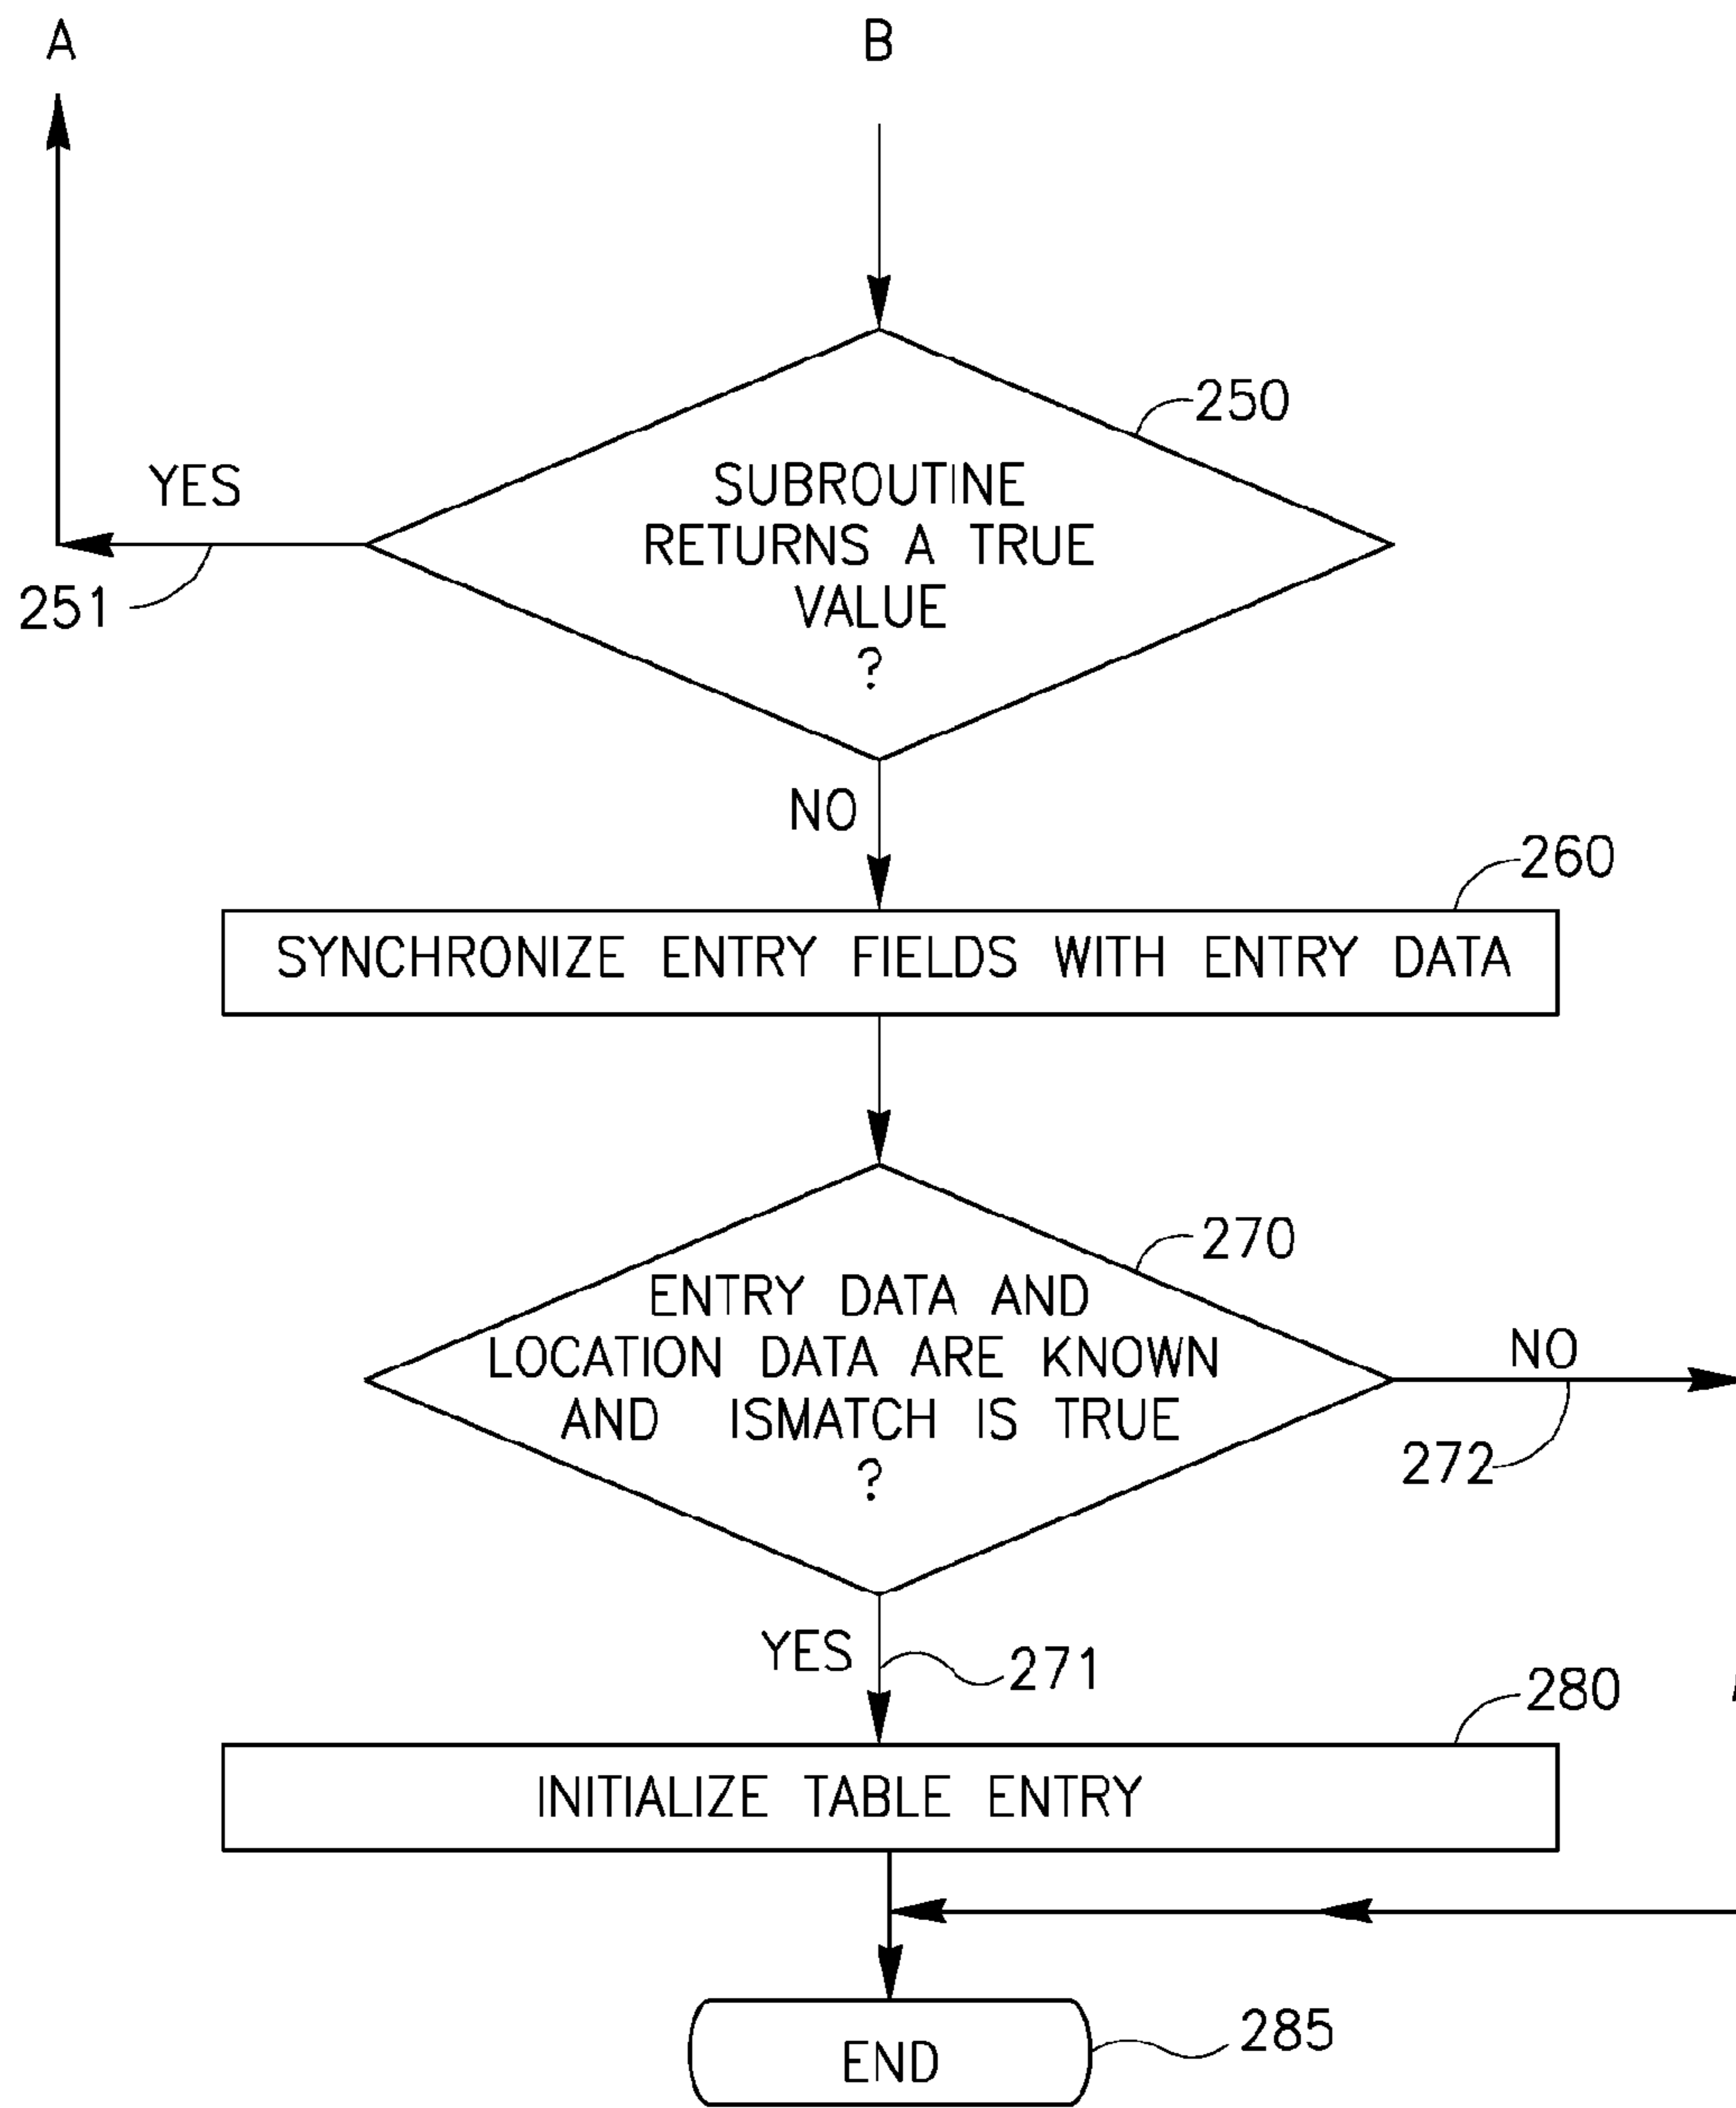 A
B
250
SUBROUTINE
RETURNS A TRUE
VALUE
?
YES
251
NO
260
SYNCHRONIZE ENTRY FIELDS WITH ENTRY DATA
270
ENTRY DATA AND
LOCATION DATA ARE KNOWN
AND ISMATCH IS TRUE
?
NO
272
YES
271
280
INITIALIZE TABLE ENTRY
END
285